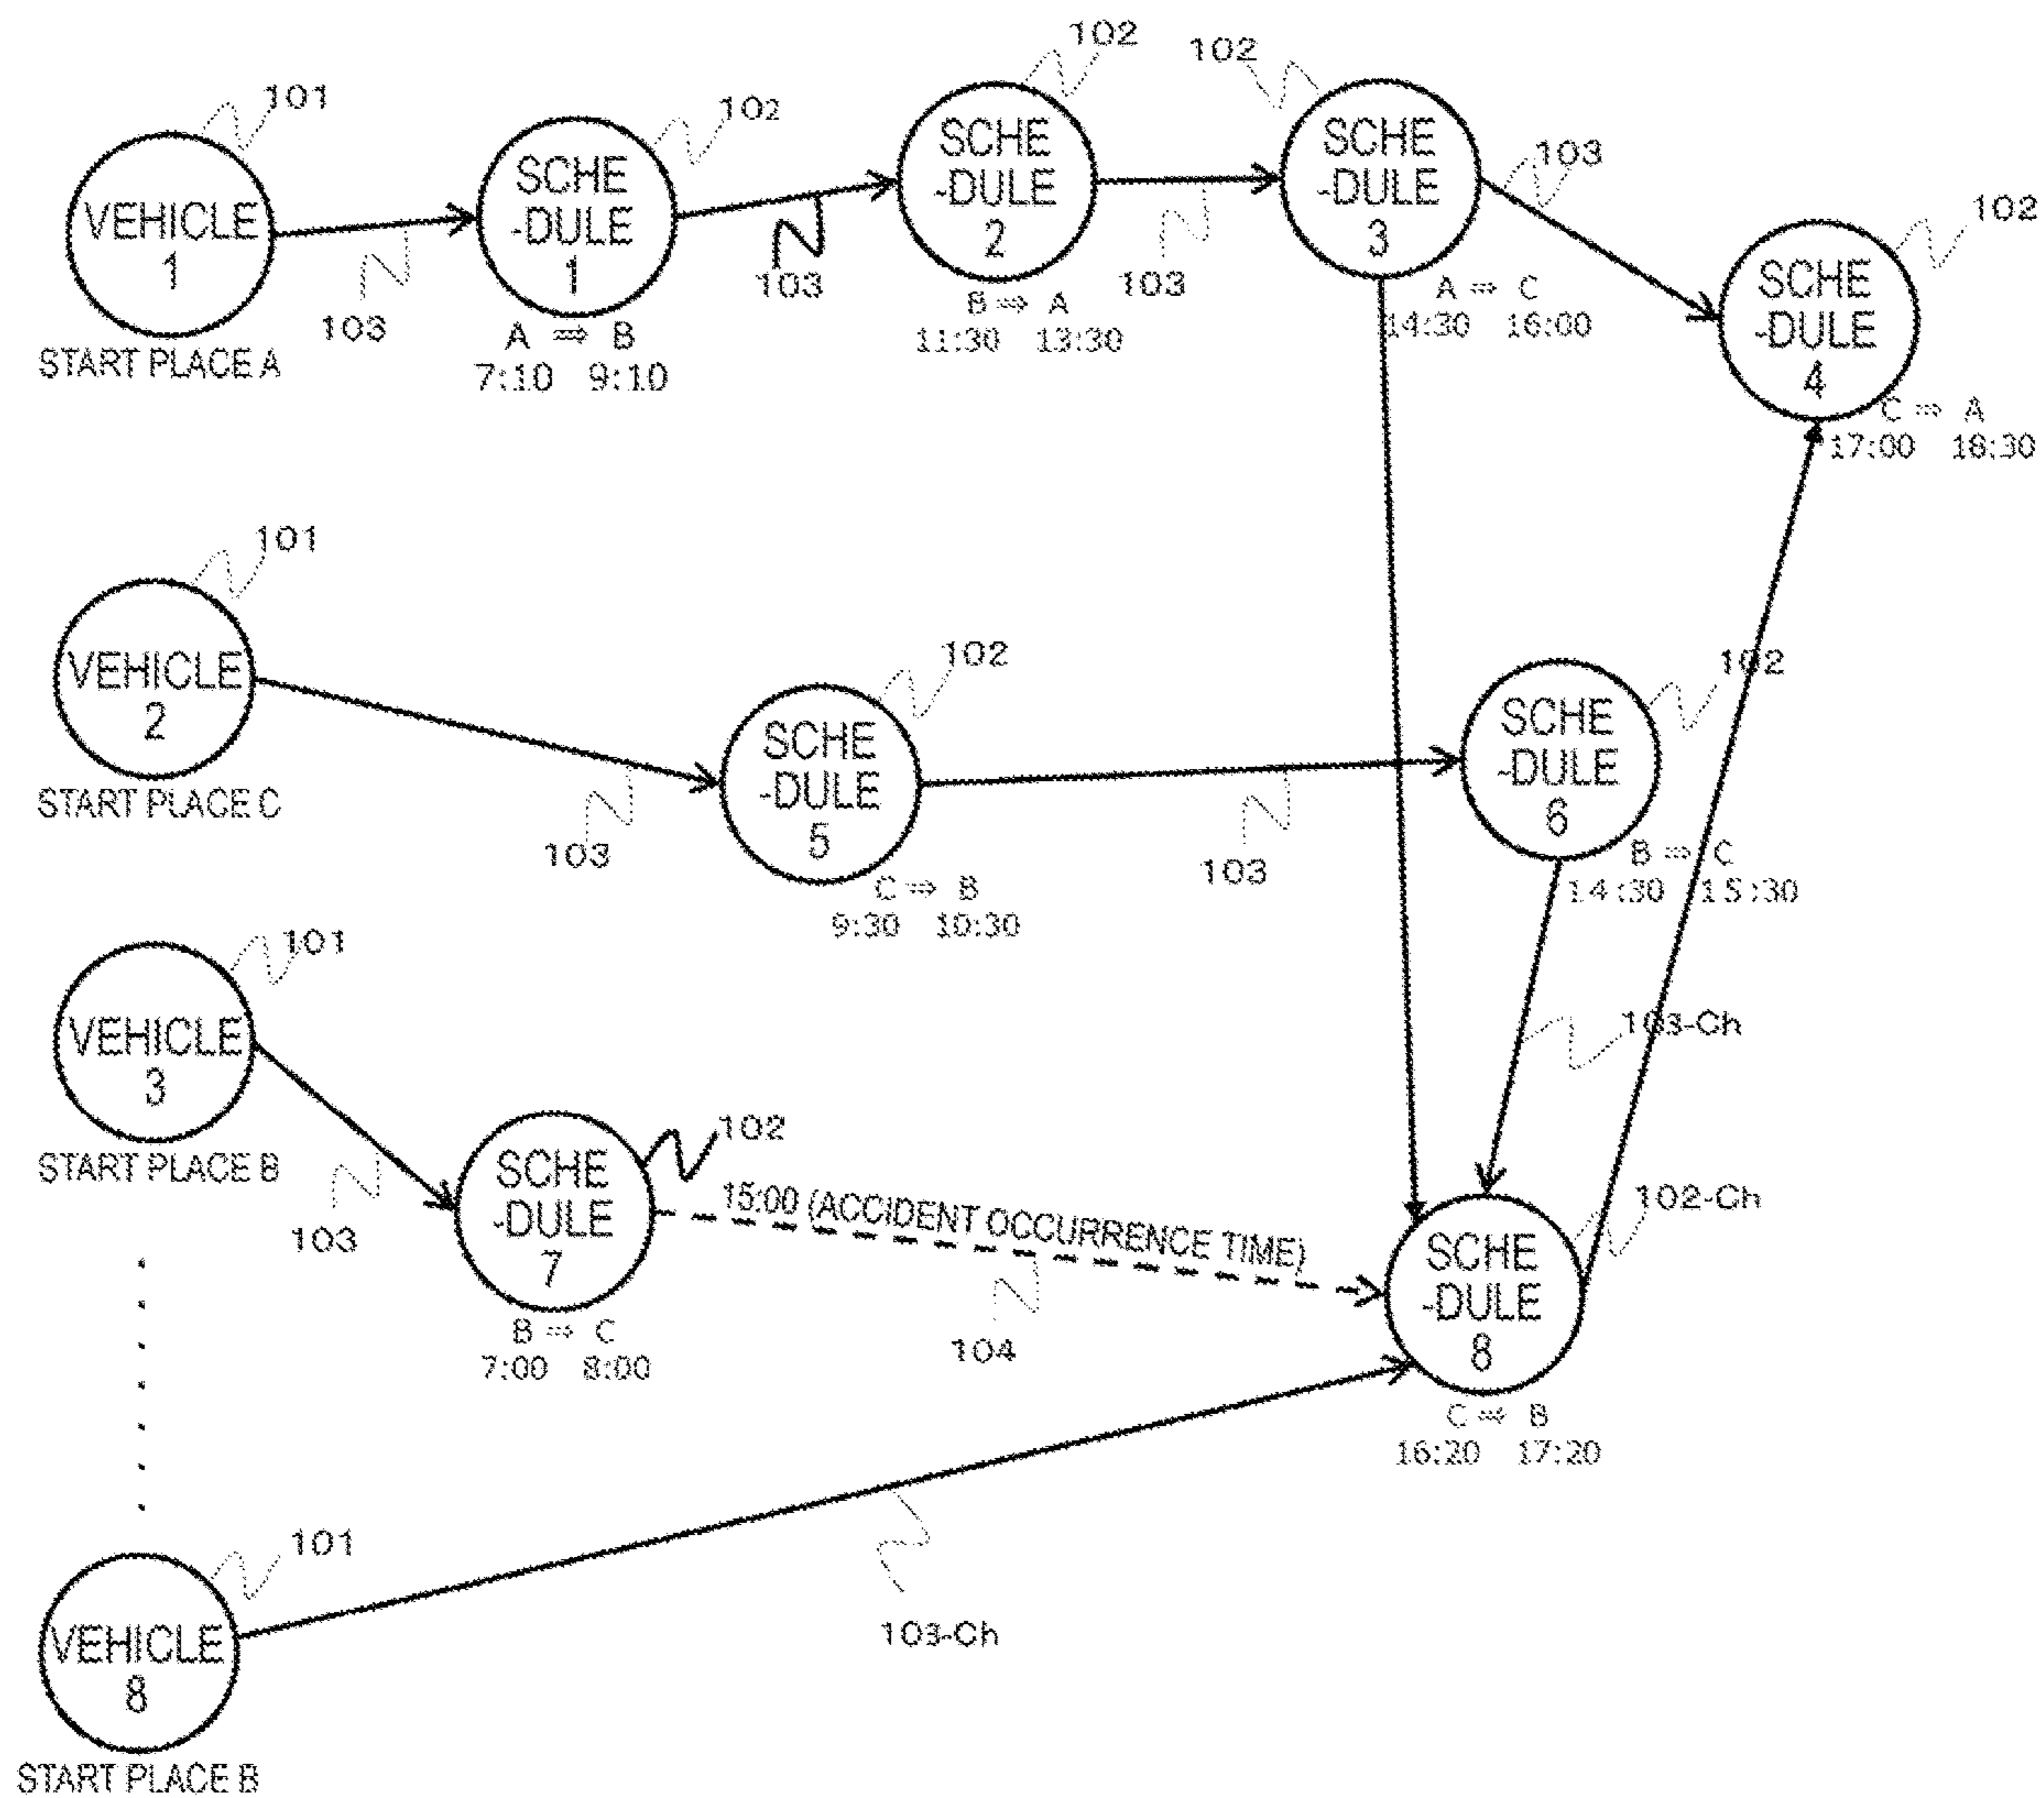 101
VEHICLE
1
START PLACE A
103
102
SCHE
-DULE
1
A ⇒ B
7:10 9:10
103
102
SCHE
-DULE
2
B ⇒ A
11:30 13:30
103
102
SCHE
-DULE
3
A ⇒ C
14:30 16:00
103
102
SCHE
-DULE
4
C ⇒ A
17:00 18:30
101
VEHICLE
2
START PLACE C
103
102
SCHE
-DULE
5
C ⇒ B
9:30 10:30
103
102
SCHE
-DULE
6
B ⇒ C
14:30 15:30
103-Ch
101
VEHICLE
3
START PLACE B
103
102
SCHE
-DULE
7
B ⇒ C
7:00 8:00
15:00 (ACCIDENT OCCURRENCE TIME)
104
102-Ch
SCHE
-DULE
8
C ⇒ B
16:20 17:20
101
VEHICLE
8
START PLACE B
103-Ch